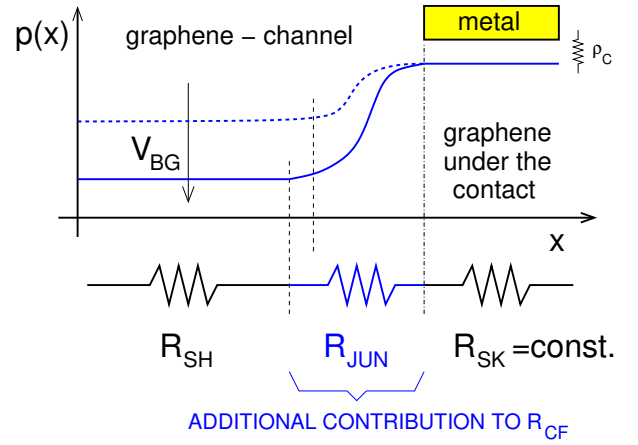 p(x)
graphene – channel
metal
ρC
VBG
graphene
under the
contact
x
RSH
RJUN
RSK =const.
ADDITIONAL CONTRIBUTION TO RCF